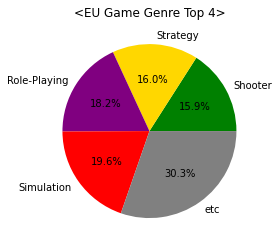 <EU Game Genre Top 4>
Strategy
Role-Playing
16.0%
Shooter
18.2%
15.9%
19.6%
30.3%
Simulation
etc